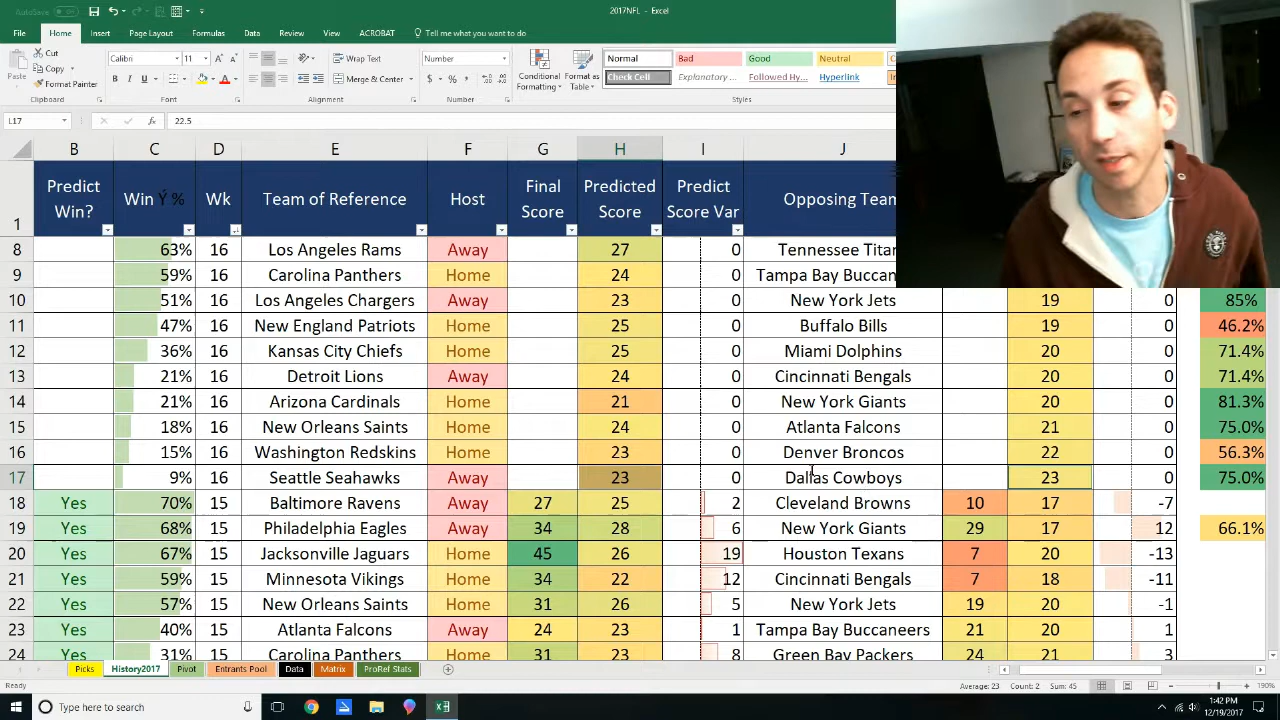 AutoSave Off
2017NFL - Excel
File Home Insert Page Layout Formulas Data Review View ACROBAT Tell me what you want to do
Cut
Copy
Format Painter
Paste
Clipboard
Calibri 11
B I U
Font
Wrap Text
Merge & Center
Alignment
Number
$ % ,
Number
Conditional Formatting
Format as Table
Normal Bad Good Neutral
Check Cell Explanatory ... Followed Hy... Hyperlink
Styles
L17 fx 22.5
B C D E F G H I J
1 Predict Win? Win Ý % Wk Team of Reference Host Final Score Predicted Score Predict Score Var Opposing Team
8 63% 16 Los Angeles Rams Away 27 0 Tennessee Titan
9 59% 16 Carolina Panthers Home 24 0 Tampa Bay Buccan
10 51% 16 Los Angeles Chargers Away 23 0 New York Jets 19 0 85%
11 47% 16 New England Patriots Home 25 0 Buffalo Bills 19 0 46.2%
12 36% 16 Kansas City Chiefs Home 25 0 Miami Dolphins 20 0 71.4%
13 21% 16 Detroit Lions Away 24 0 Cincinnati Bengals 20 0 71.4%
14 21% 16 Arizona Cardinals Home 21 0 New York Giants 20 0 81.3%
15 18% 16 New Orleans Saints Home 24 0 Atlanta Falcons 21 0 75.0%
16 15% 16 Washington Redskins Home 23 0 Denver Broncos 22 0 56.3%
17 9% 16 Seattle Seahawks Away 23 0 Dallas Cowboys 23 0 75.0%
18 Yes 70% 15 Baltimore Ravens Away 27 25 2 Cleveland Browns 10 17 -7
19 Yes 68% 15 Philadelphia Eagles Away 34 28 6 New York Giants 29 17 12 66.1%
20 Yes 67% 15 Jacksonville Jaguars Home 45 26 19 Houston Texans 7 20 -13
21 Yes 59% 15 Minnesota Vikings Home 34 22 12 Cincinnati Bengals 7 18 -11
22 Yes 57% 15 New Orleans Saints Home 31 26 5 New York Jets 19 20 -1
23 Yes 40% 15 Atlanta Falcons Away 24 23 1 Tampa Bay Buccaneers 21 20 1
24 Yes 31% 15 Carolina Panthers Home 31 23 8 Green Bay Packers 24 21 3
Picks History2017 Pivot Entrants Pool Data Matrix ProRef Stats
Ready Average: 23 Count: 2 Sum: 45 190%
Type here to search
1:42 PM
12/19/2017